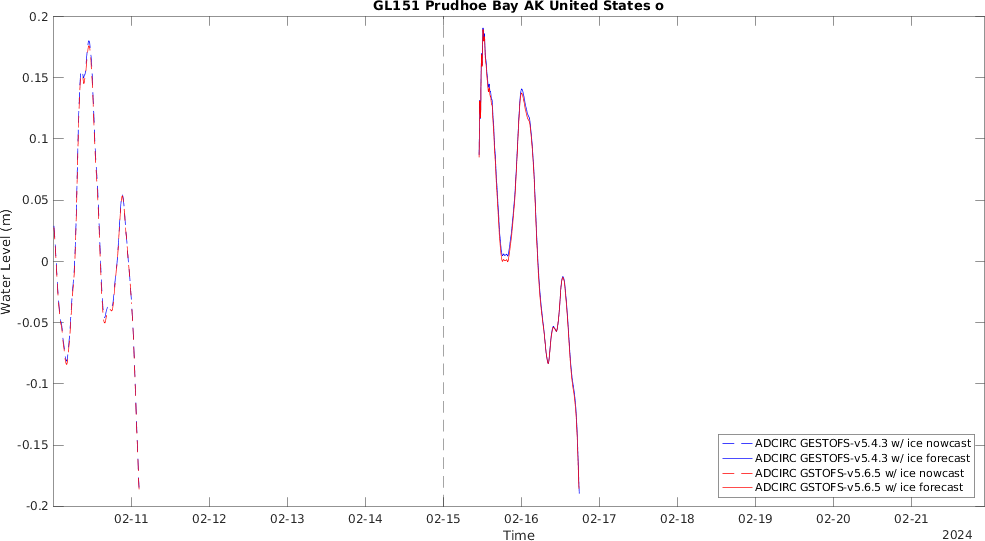 GL151 Prudhoe Bay AK United States o
0.2
0.15
0.1
0.05
0
-0.05
-0.1
-0.15
-0.2
Water Level (m)
ADCIRC GESTOFS-v5.4.3 w/ ice nowcast
ADCIRC GESTOFS-v5.4.3 w/ ice forecast
ADCIRC GSTOFS-v5.6.5 w/ ice nowcast
ADCIRC GSTOFS-v5.6.5 w/ ice forecast
02-11 02-12 02-13 02-14 02-15 02-16 02-17 02-18 02-19 02-20 02-21
Time
2024